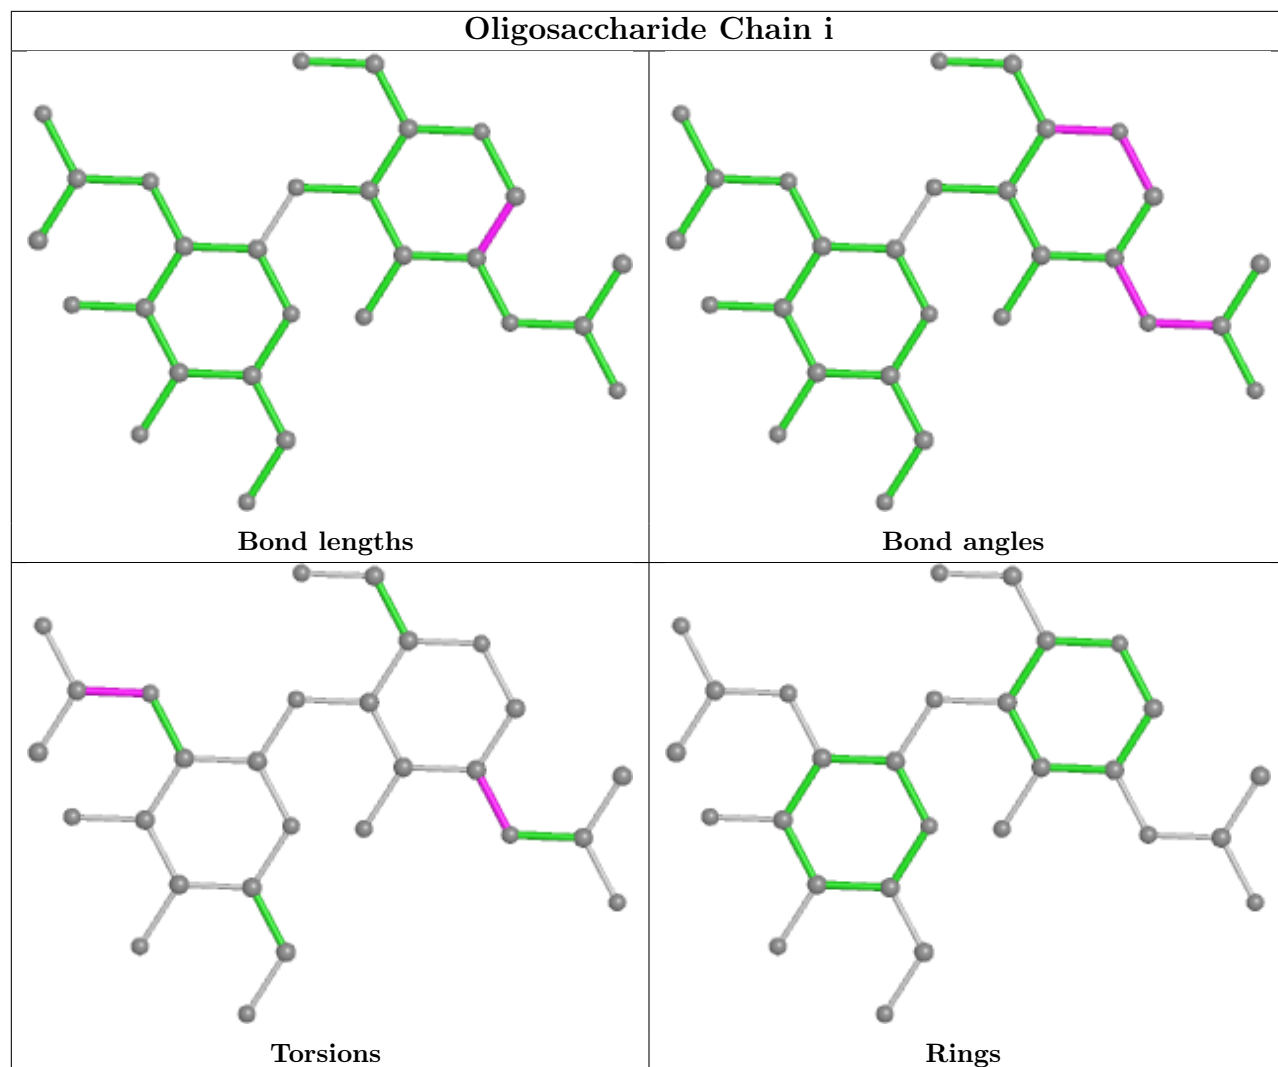 Oligosaccharide Chain i
Bond lengths
Bond angles
Torsions
Rings